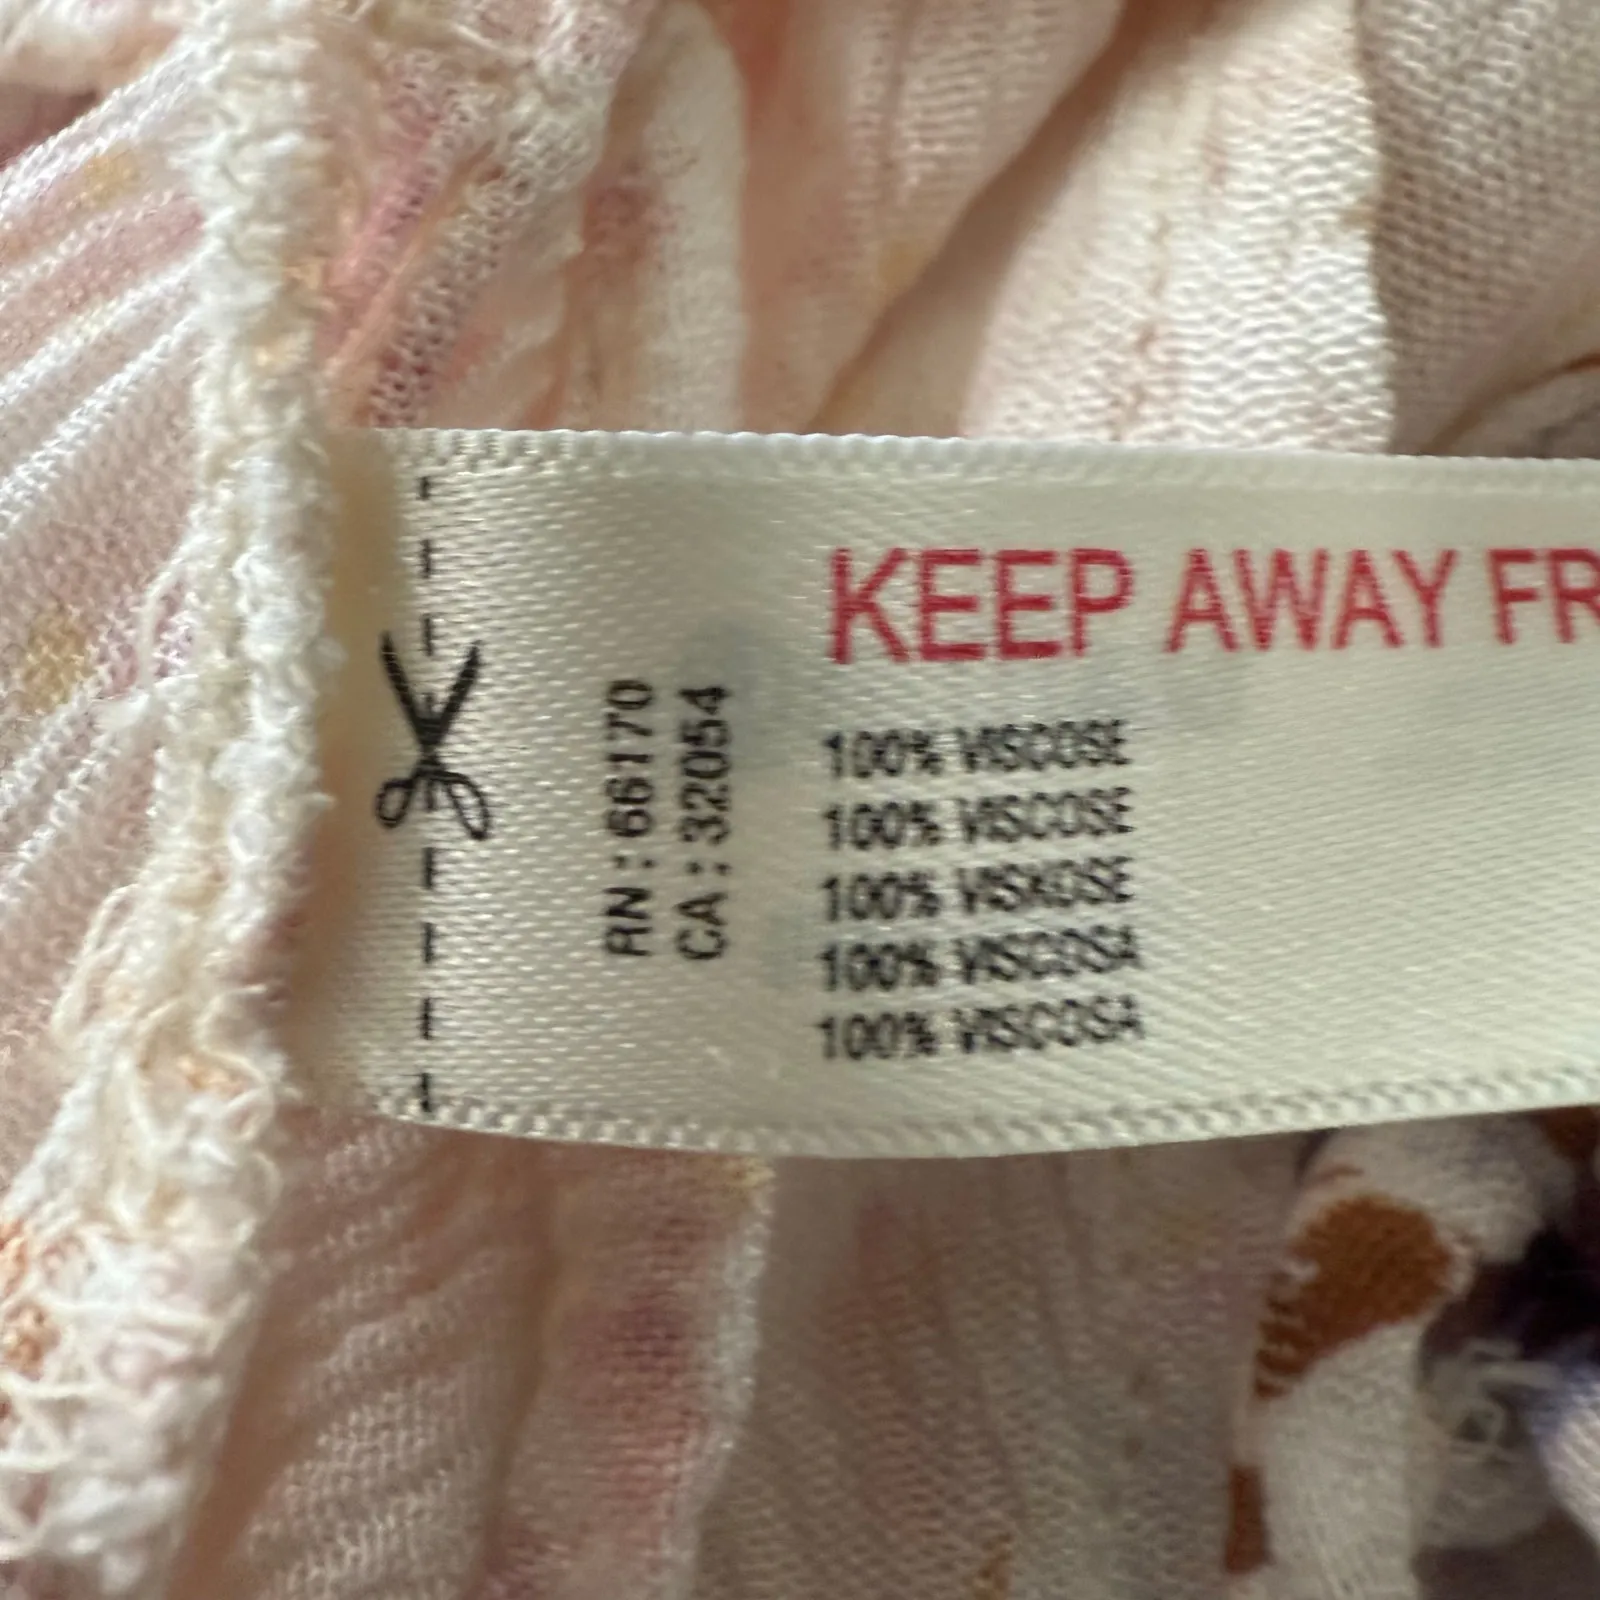 KEEP AWAY FR
RN : 66170
CA : 32054
100% VISCOSE
100% VISCOSE
100% VISKOSE
100% VISCOSA
100% VISCOSA